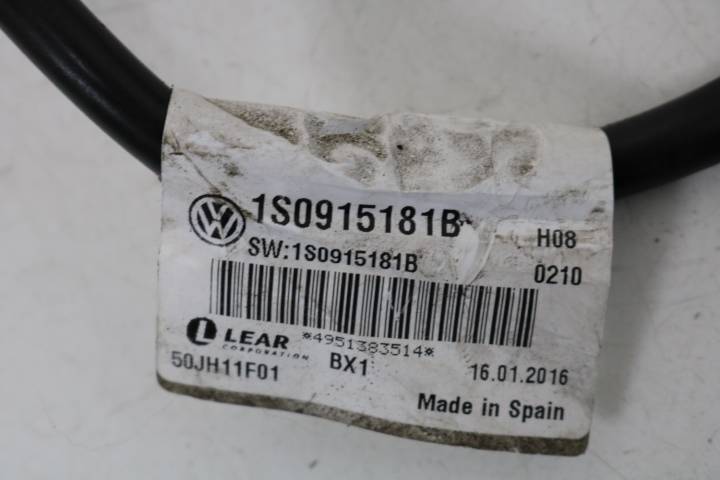 1S0915181B
SW:1S0915181B
H08
0210
LEAR
CORPORATION
*4951383514*
50JH11F01
BX1
16.01.2016
Made in Spain